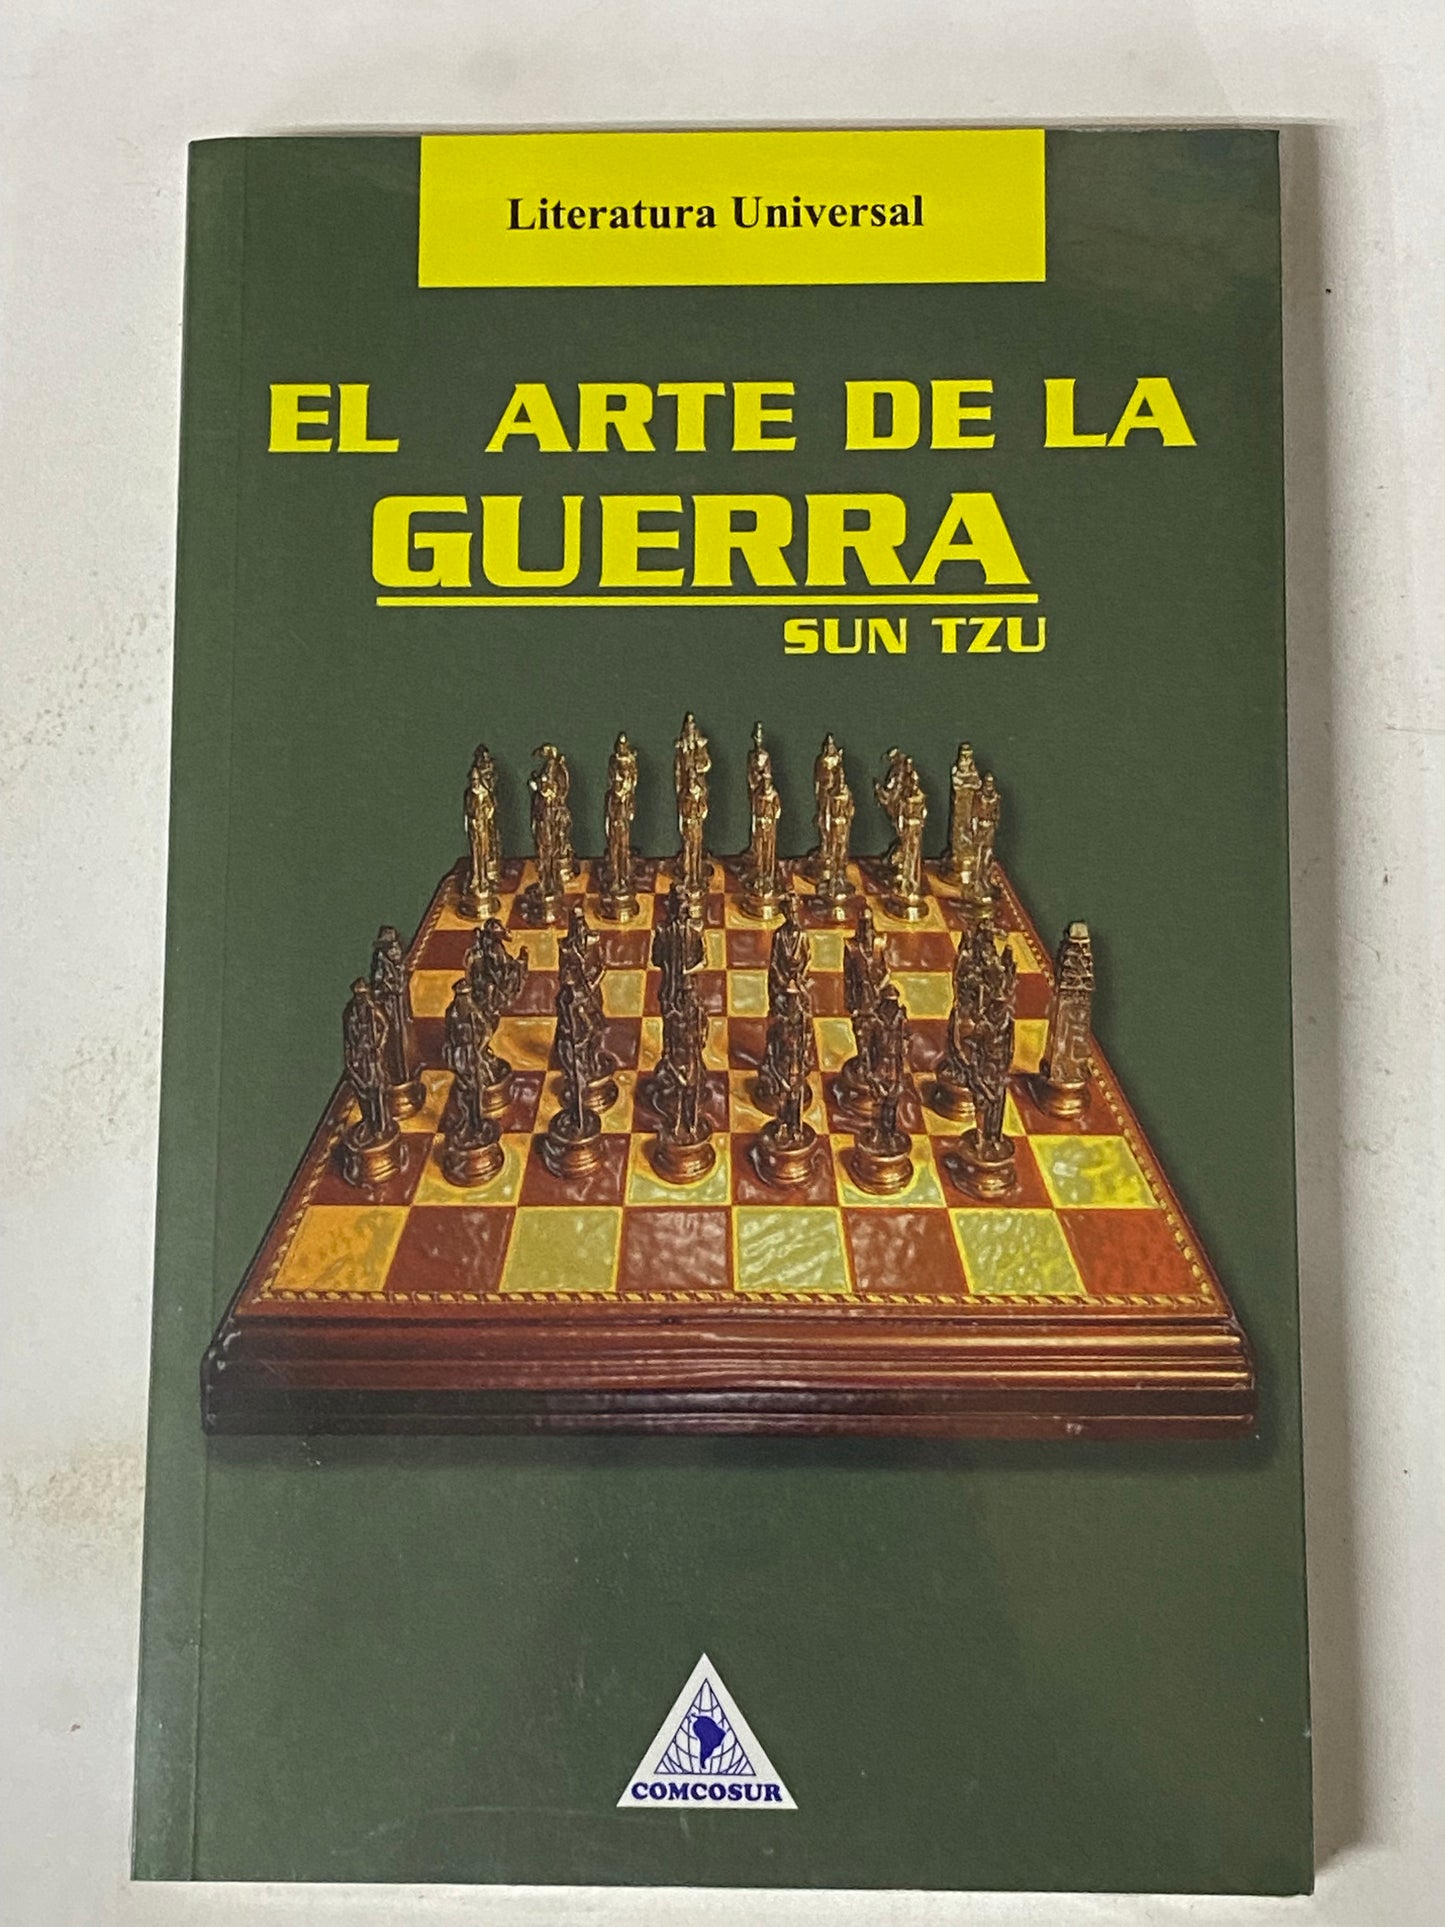 Literatura Universal
EL ARTE DE LA
GUERRA
SUN TZU
COMCOSUR